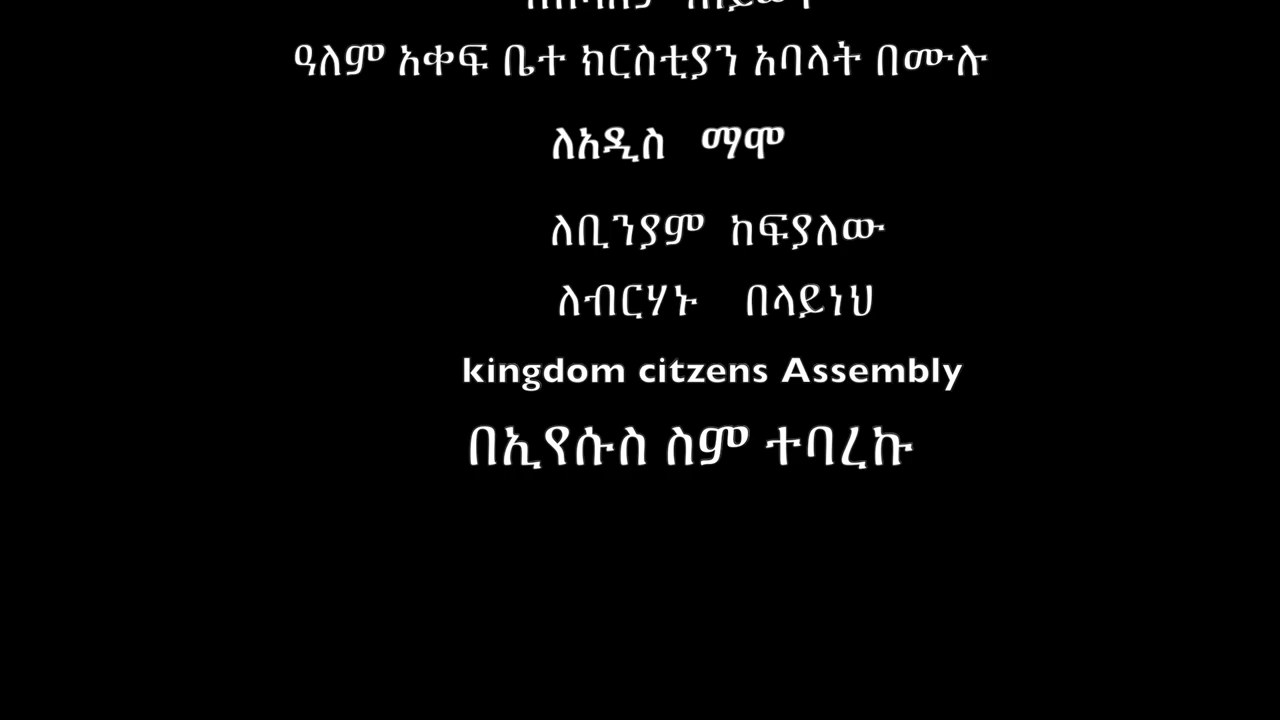 ዓለም አቀፍ ቤተ ክርስቲያን አባላት በሙሉ
ለአዲስ ማሞ
ለቢንያም ከፍያለው
ለብርሃኑ በላይነህ
kingdom citzens Assembly
በኢየሱስ ስም ተባረኩ